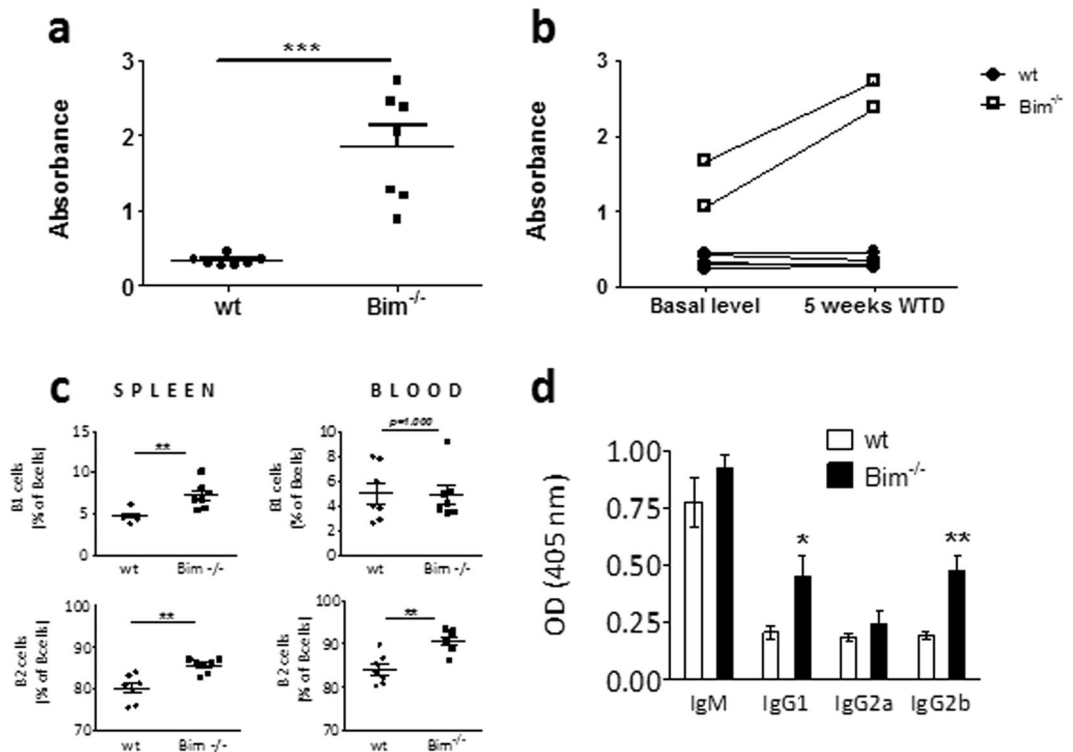 a
***
3
2
1
0
Absorbance
wt
Bim-/-
b
3
2
1
0
Absorbance
Basal level
5 weeks WTD
wt
Bim-/-
c
SPLEEN
BLOOD
15
10
5
0
B1 cells
[% of Bcells]
**
wt
Bim -/-
10
8
6
4
2
0
B1 cells
(% of Bcells)
p=1.000
wt
Bim -/-
100
90
80
70
B2 cells
[% of Bcells]
**
wt
Bim -/-
100
90
80
70
B2 cells
[% of Bcells]
**
wt
Bim-/-
d
wt
Bim-/-
1.00
0.75
0.50
0.25
0.00
OD (405 nm)
*
**
IgM
IgG1
IgG2a
IgG2b